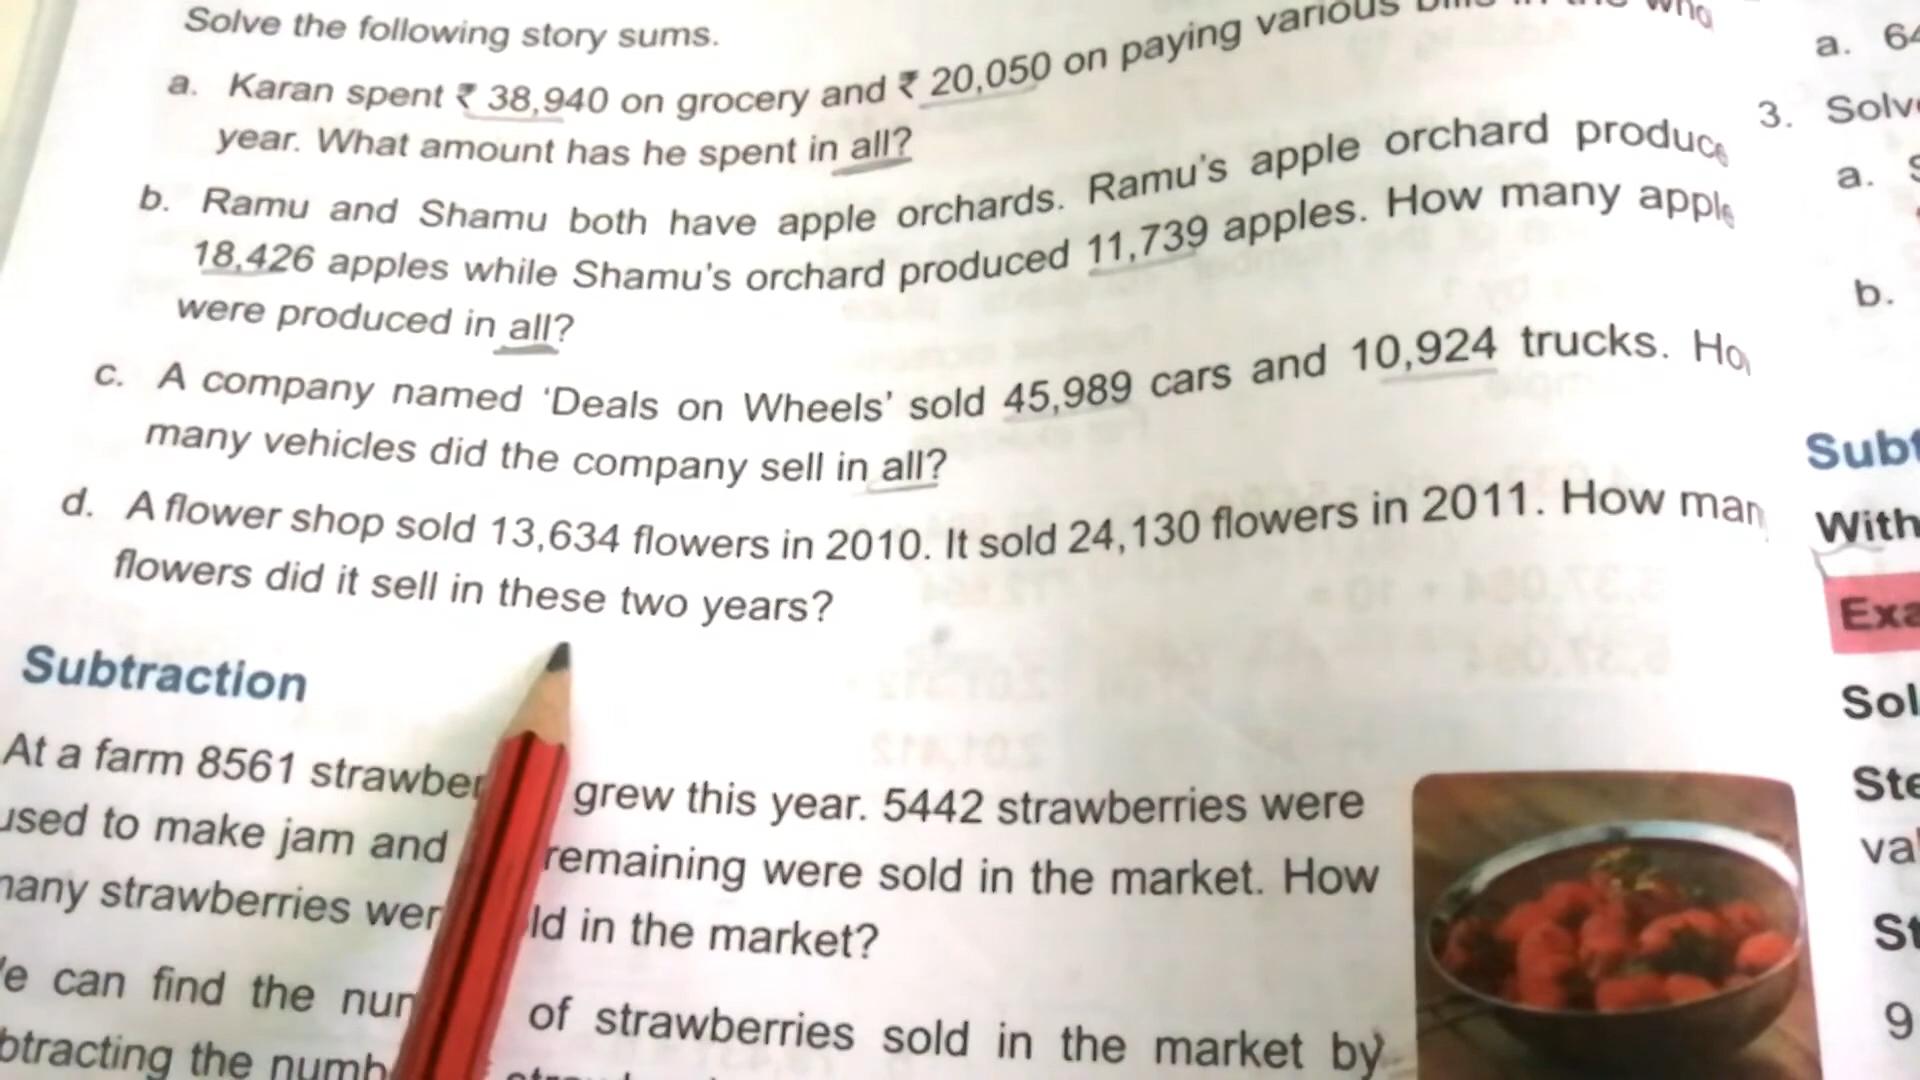 Solve the following story sums.
a. Karan spent ₹ 38,940 on grocery and ₹ 20,050 on paying various
year. What amount has he spent in all?
b. Ramu and Shamu both have apple orchards. Ramu's apple orchard
18,426 apples while Shamu's orchard produced 11,739 apples. How many
were produced in all?
c. A company named ‘Deals on Wheels’ sold 45,989 cars and 10,924 trucks.
many vehicles did the company sell in all?
d. A flower shop sold 13,634 flowers in 2010. It sold 24,130 flowers in 2011. How
flowers did it sell in these two years?
Subtraction
At a farm 8561 grew this year. 5442 strawberries were
used to make jam and remaining were sold in the market. How
strawberries in the market?
can find the of strawberries sold in the market by
the
a.
3.
a.
b.
With